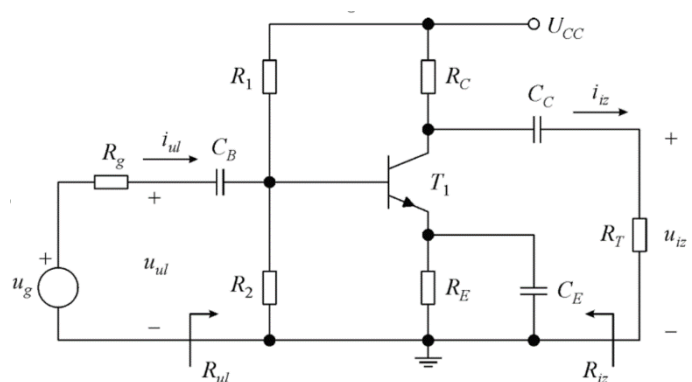 U_CC
R_1
R_C
C_C
i_iz
R_g
i_ul
C_B
+
T_1
+
+
u_g
u_ul
R_2
R_E
C_E
R_T
u_iz
−
−
R_ul
R_iz